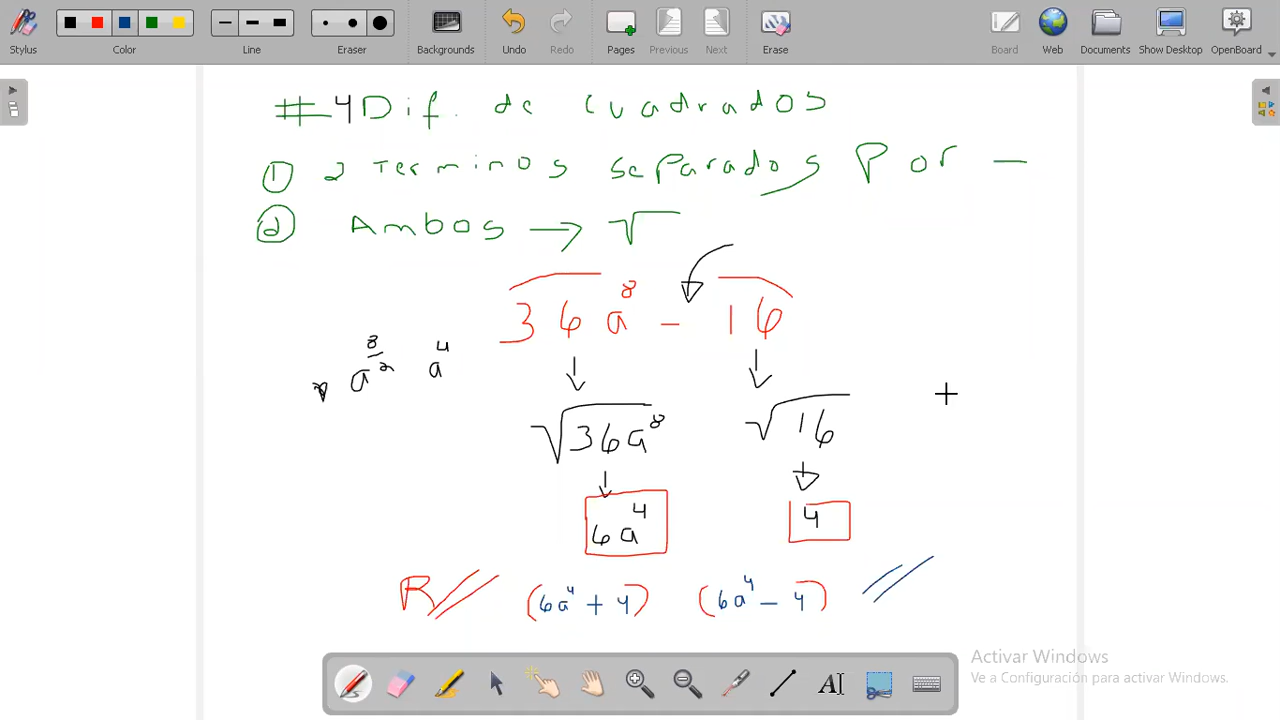 Stylus Color Line Eraser Backgrounds Undo Redo Pages Previous Next Erase Board Web Documents Show Desktop OpenBoard
#4 Dif. de cuadrados
① 2 Terminos separados Por −
② Ambos → √
36a⁸ − 16
a^(8/2) a⁴
√36a⁸ √16
6a⁴ 4
R// (6a⁴ + 4) (6a⁴ − 4) //
Activar Windows
Ve a Configuración para activar Windows.